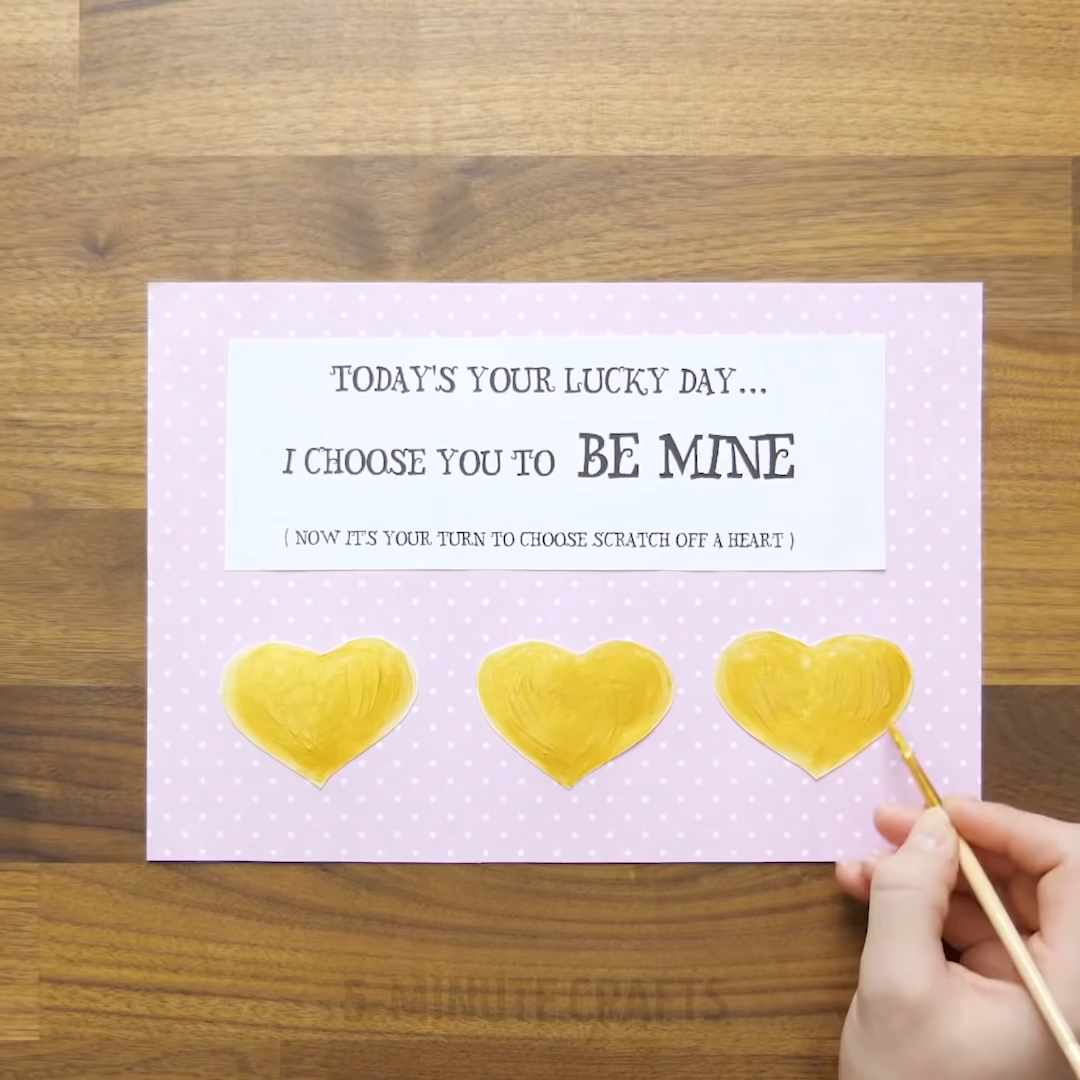 TODAY'S YOUR LUCKY DAY...
I CHOOSE YOU TO BE MINE
( NOW IT'S YOUR TURN TO CHOOSE SCRATCH OFF A HEART )
5-MINUTE CRAFTS